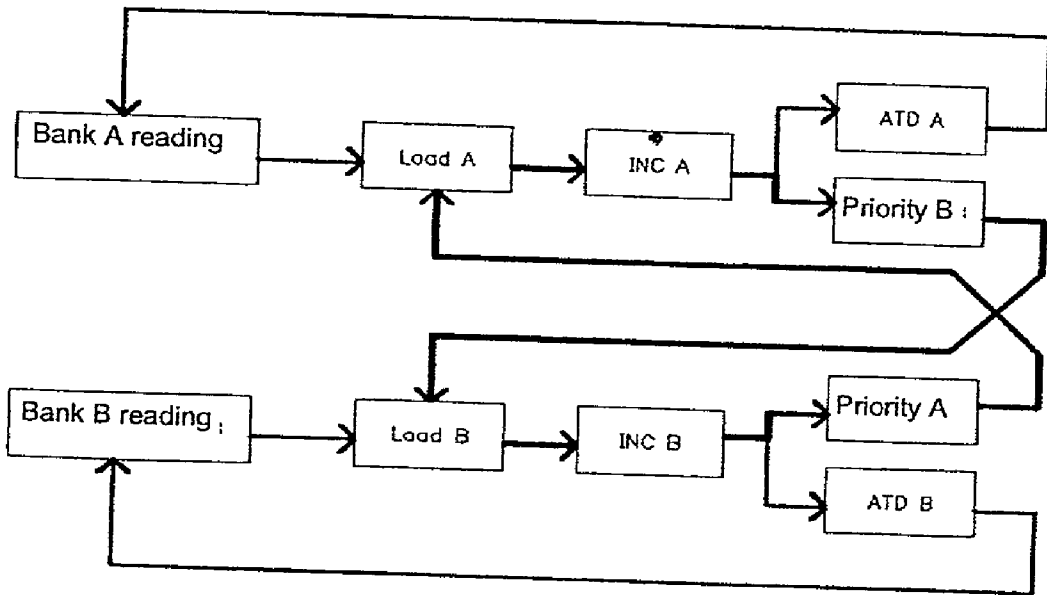 ATD A
Bank A reading
Load A
INC A
Priority B :
Bank B reading :
Load B
INC B
Priority A
ATD B